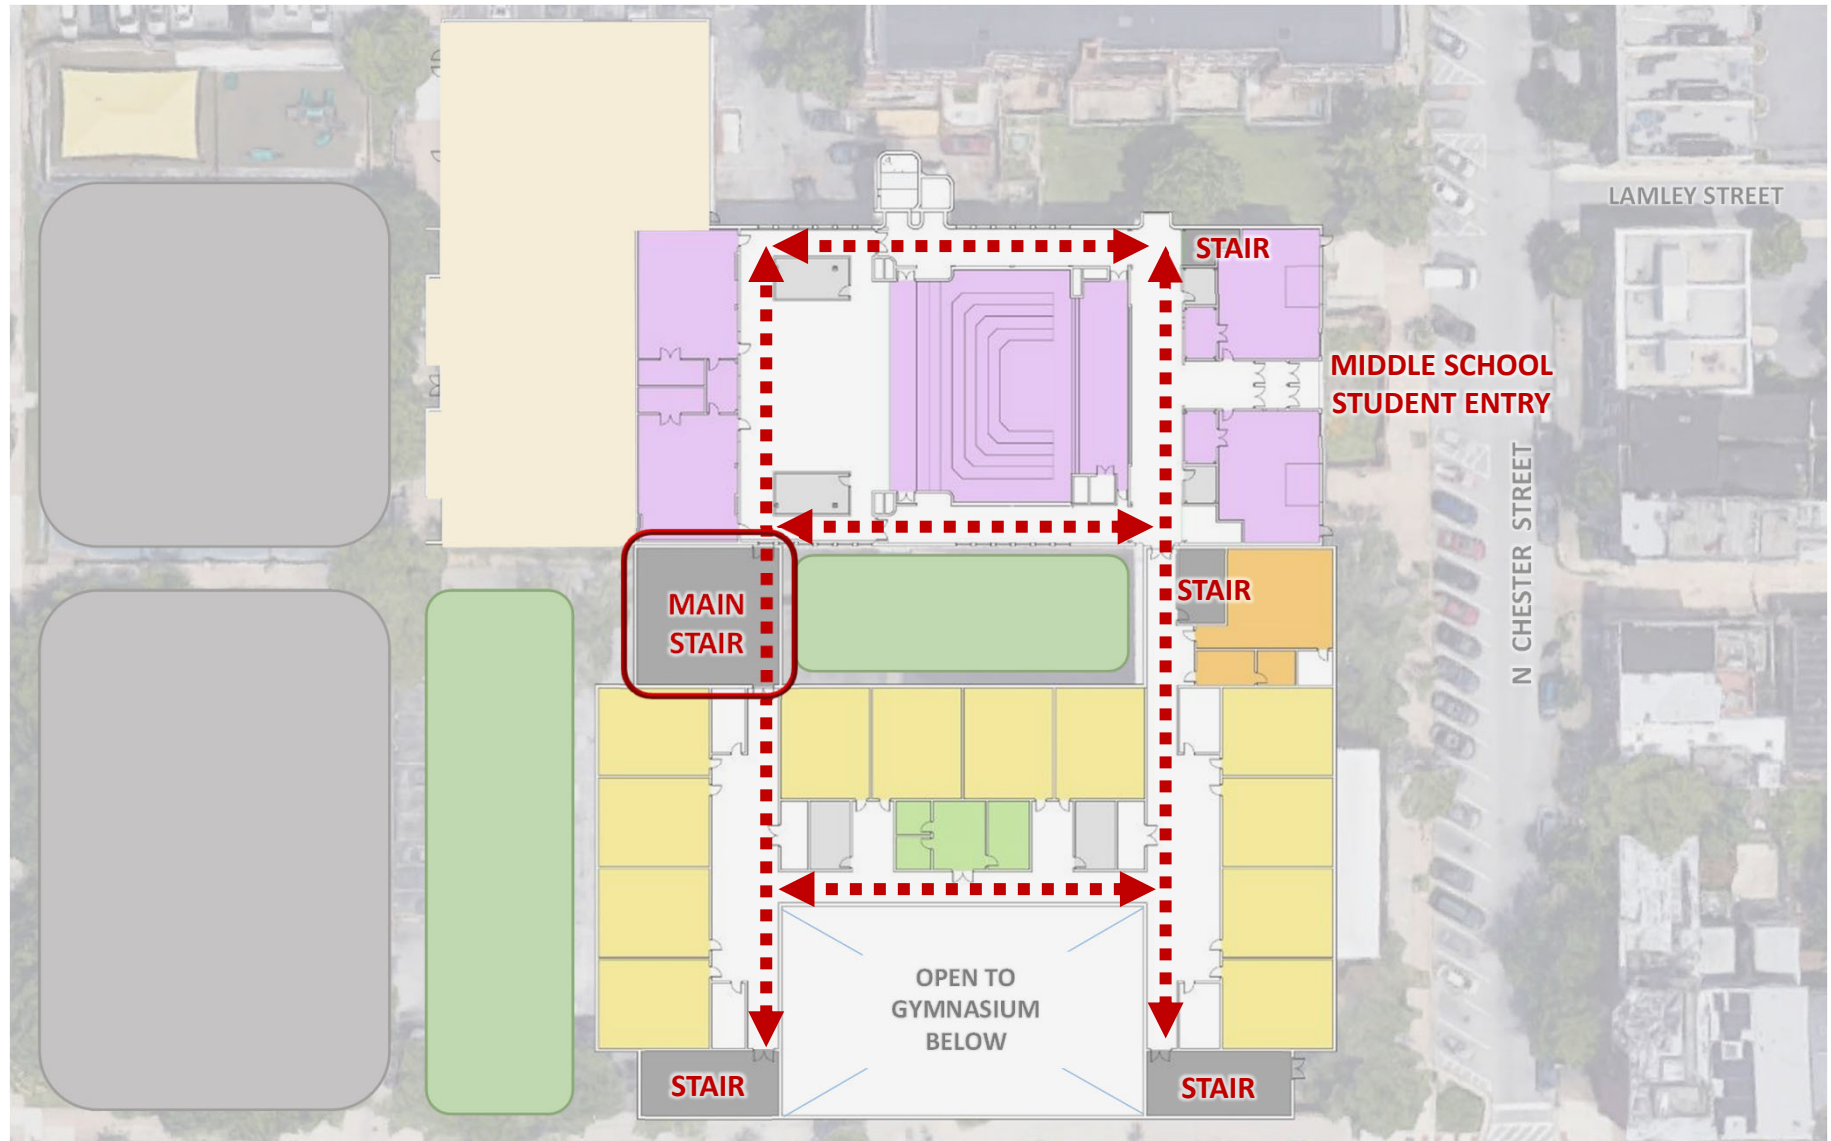 LAMLEY STREET
STAIR
MIDDLE SCHOOL
STUDENT ENTRY
N CHESTER STREET
MAIN
STAIR
STAIR
OPEN TO
GYMNASIUM
BELOW
STAIR
STAIR